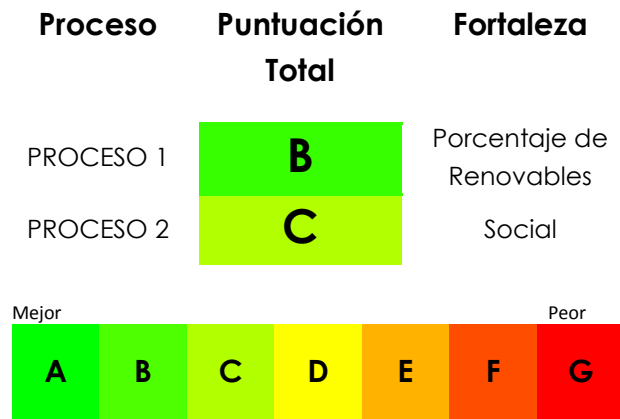 Proceso Puntuación Fortaleza
Total
PROCESO 1 B Porcentaje de
Renovables
PROCESO 2 C Social
Mejor Peor
A B C D E F G